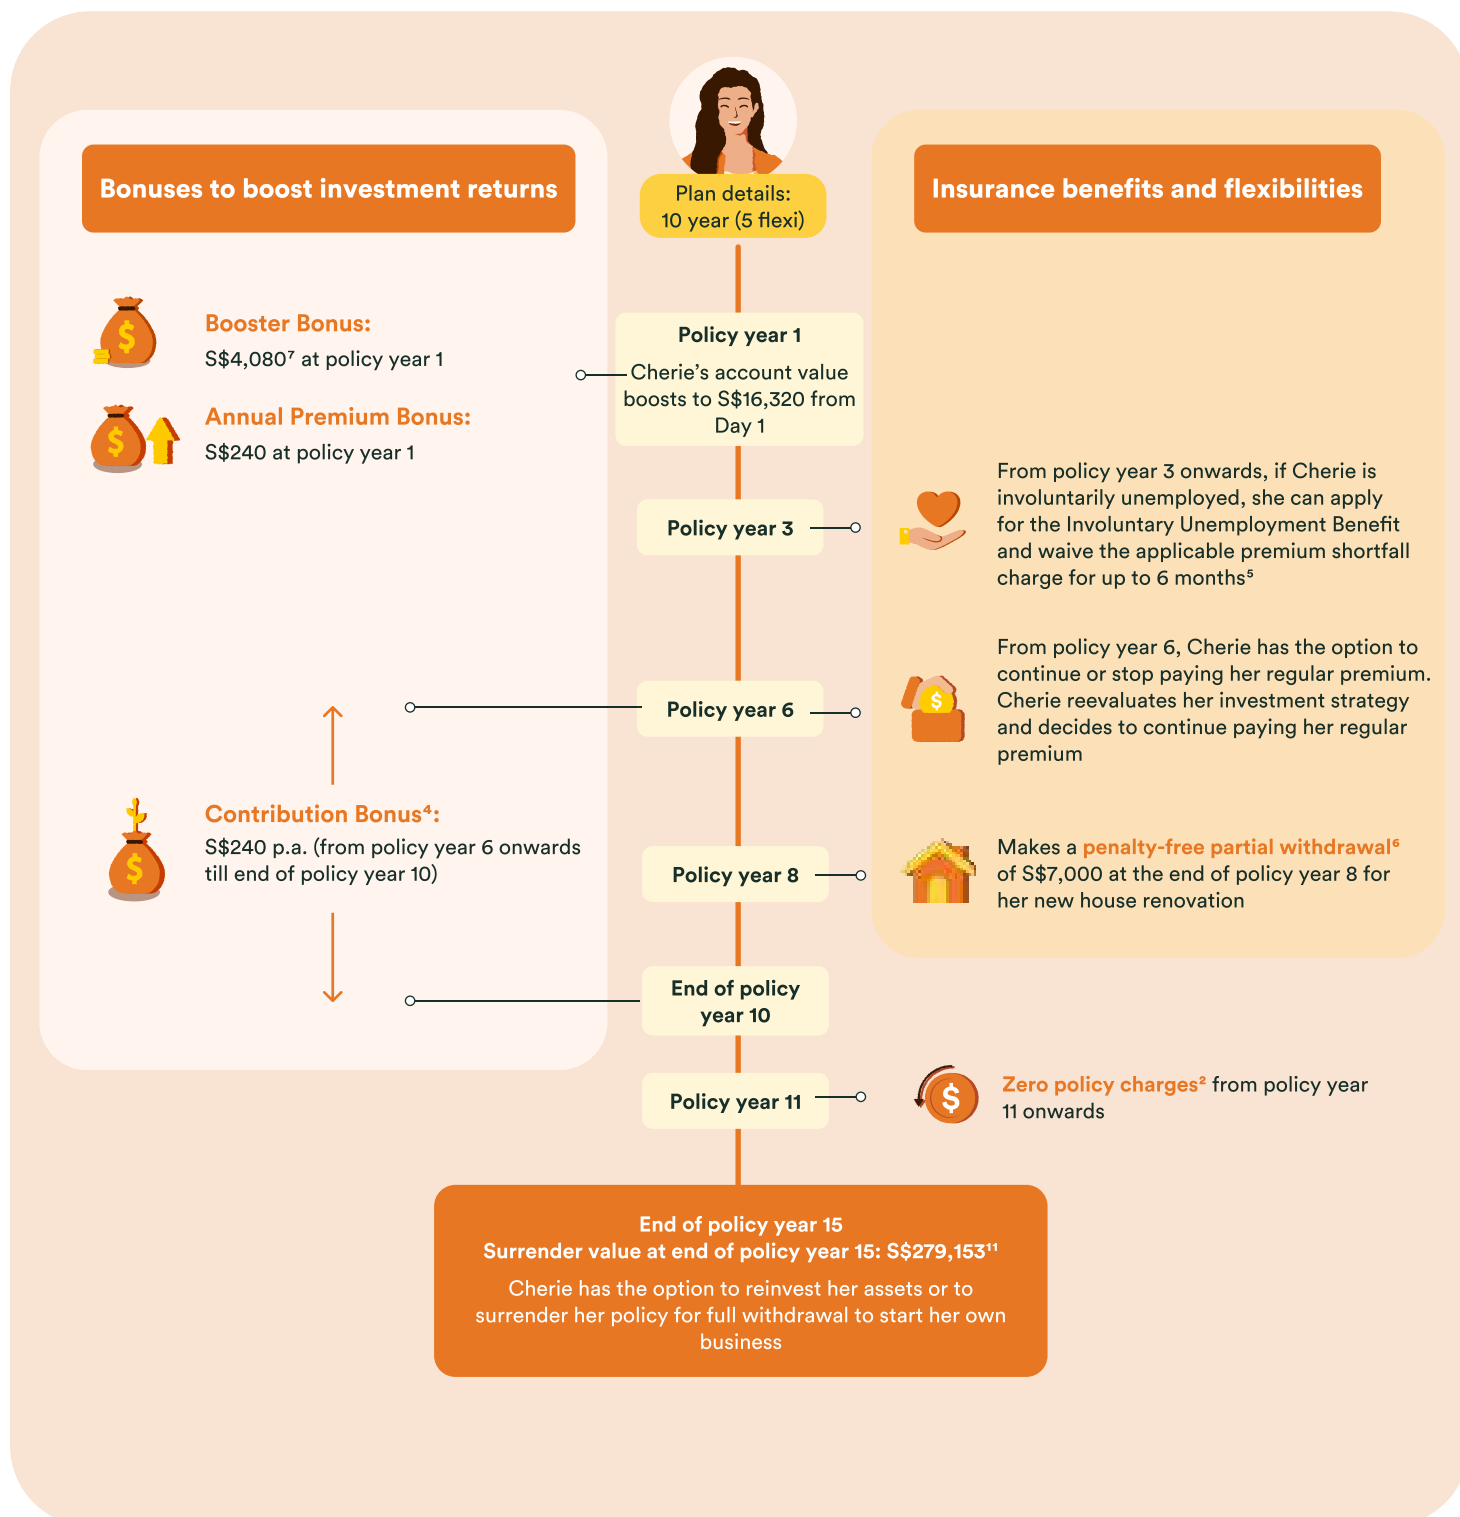 Plan details:
10 year (5 flexi)
Bonuses to boost investment returns
Insurance benefits and flexibilities
Booster Bonus:
S$4,080⁷ at policy year 1
Annual Premium Bonus:
S$240 at policy year 1
Policy year 1
Cherie’s account value
boosts to S$16,320 from
Day 1
Policy year 3
From policy year 3 onwards, if Cherie is
involuntarily unemployed, she can apply
for the Involuntary Unemployment Benefit
and waive the applicable premium shortfall
charge for up to 6 months⁵
Policy year 6
From policy year 6, Cherie has the option to
continue or stop paying her regular premium.
Cherie reevaluates her investment strategy
and decides to continue paying her regular
premium
Contribution Bonus⁴:
S$240 p.a. (from policy year 6 onwards
till end of policy year 10)
Policy year 8
Makes a penalty-free partial withdrawal⁶
of S$7,000 at the end of policy year 8 for
her new house renovation
End of policy
year 10
Policy year 11
Zero policy charges² from policy year
11 onwards
End of policy year 15
Surrender value at end of policy year 15: S$279,153¹¹
Cherie has the option to reinvest her assets or to
surrender her policy for full withdrawal to start her own
business